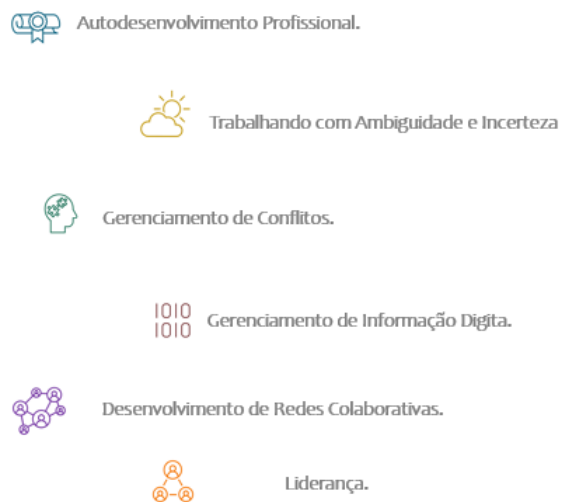 Autodesenvolvimento Profissional.
Trabalhando com Ambiguidade e Incerteza
Gerenciamento de Conflitos.
1010
1010
Gerenciamento de Informação Digita.
Desenvolvimento de Redes Colaborativas.
Liderança.